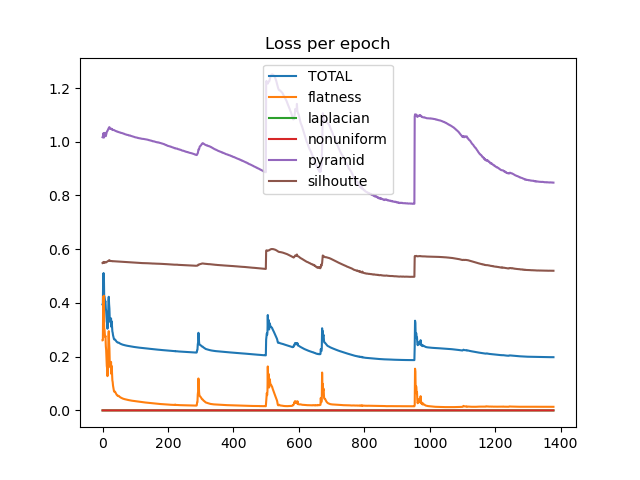 Loss per epoch
TOTAL
flatness
laplacian
nonuniform
pyramid
silhoutte
1.2
1.0
0.8
0.6
0.4
0.2
0.0
0 200 400 600 800 1000 1200 1400